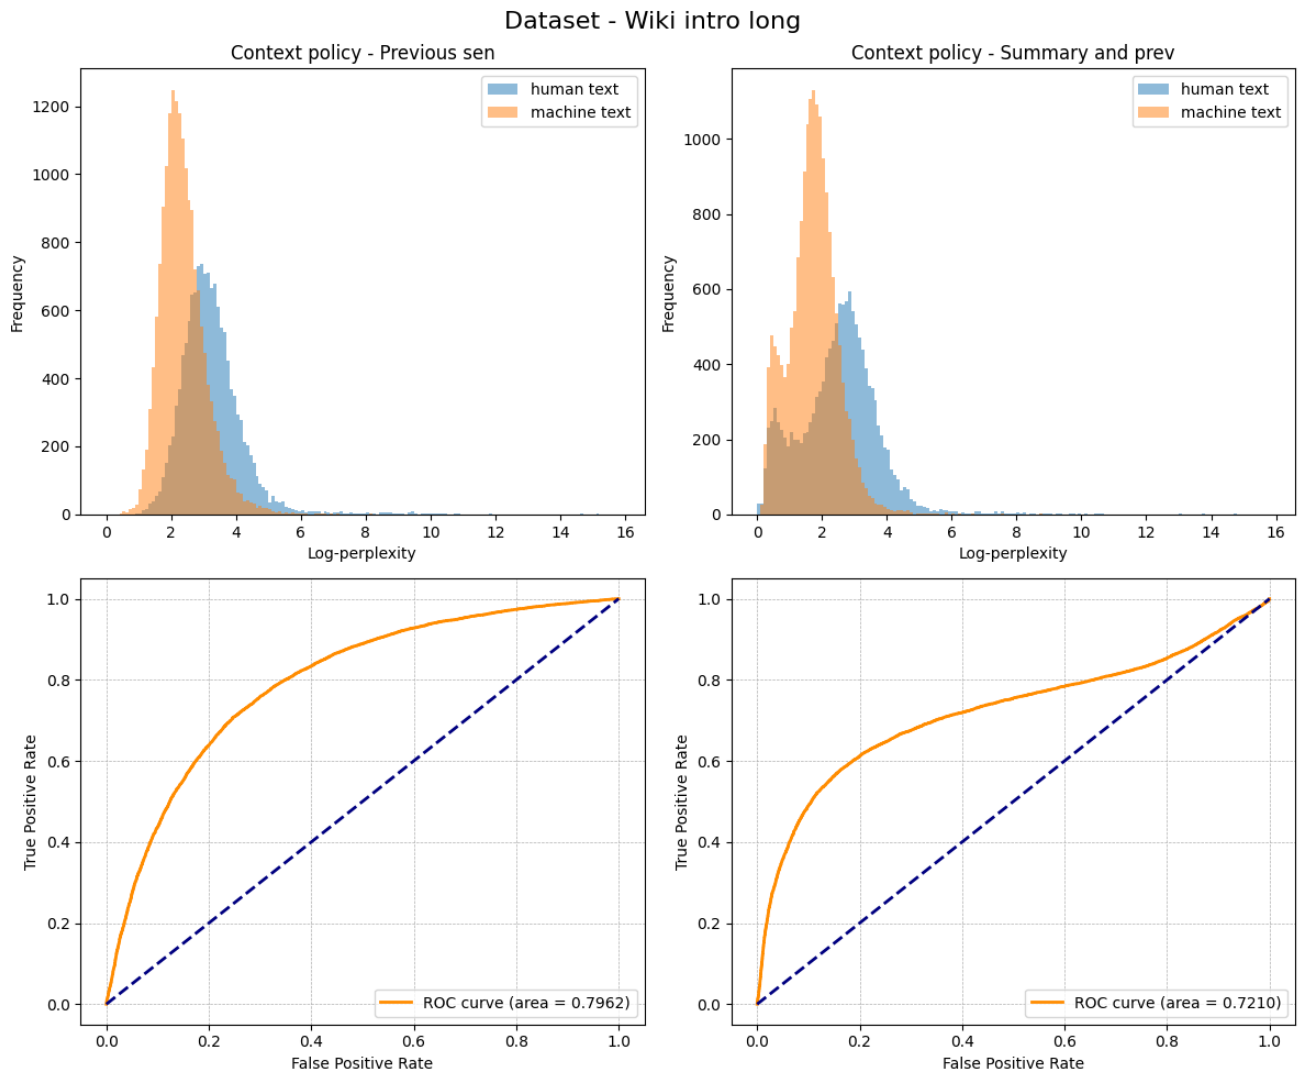 Dataset - Wiki intro long
Context policy - Previous sen
human text
machine text
Frequency
0
200
400
600
800
1000
1200
0 2 4 6 8 10 12 14 16
Log-perplexity
Context policy - Summary and prev
human text
machine text
Frequency
0
200
400
600
800
1000
0 2 4 6 8 10 12 14 16
Log-perplexity
True Positive Rate
1.0
0.8
0.6
0.4
0.2
0.0
ROC curve (area = 0.7962)
0.0 0.2 0.4 0.6 0.8 1.0
False Positive Rate
True Positive Rate
1.0
0.8
0.6
0.4
0.2
0.0
ROC curve (area = 0.7210)
0.0 0.2 0.4 0.6 0.8 1.0
False Positive Rate